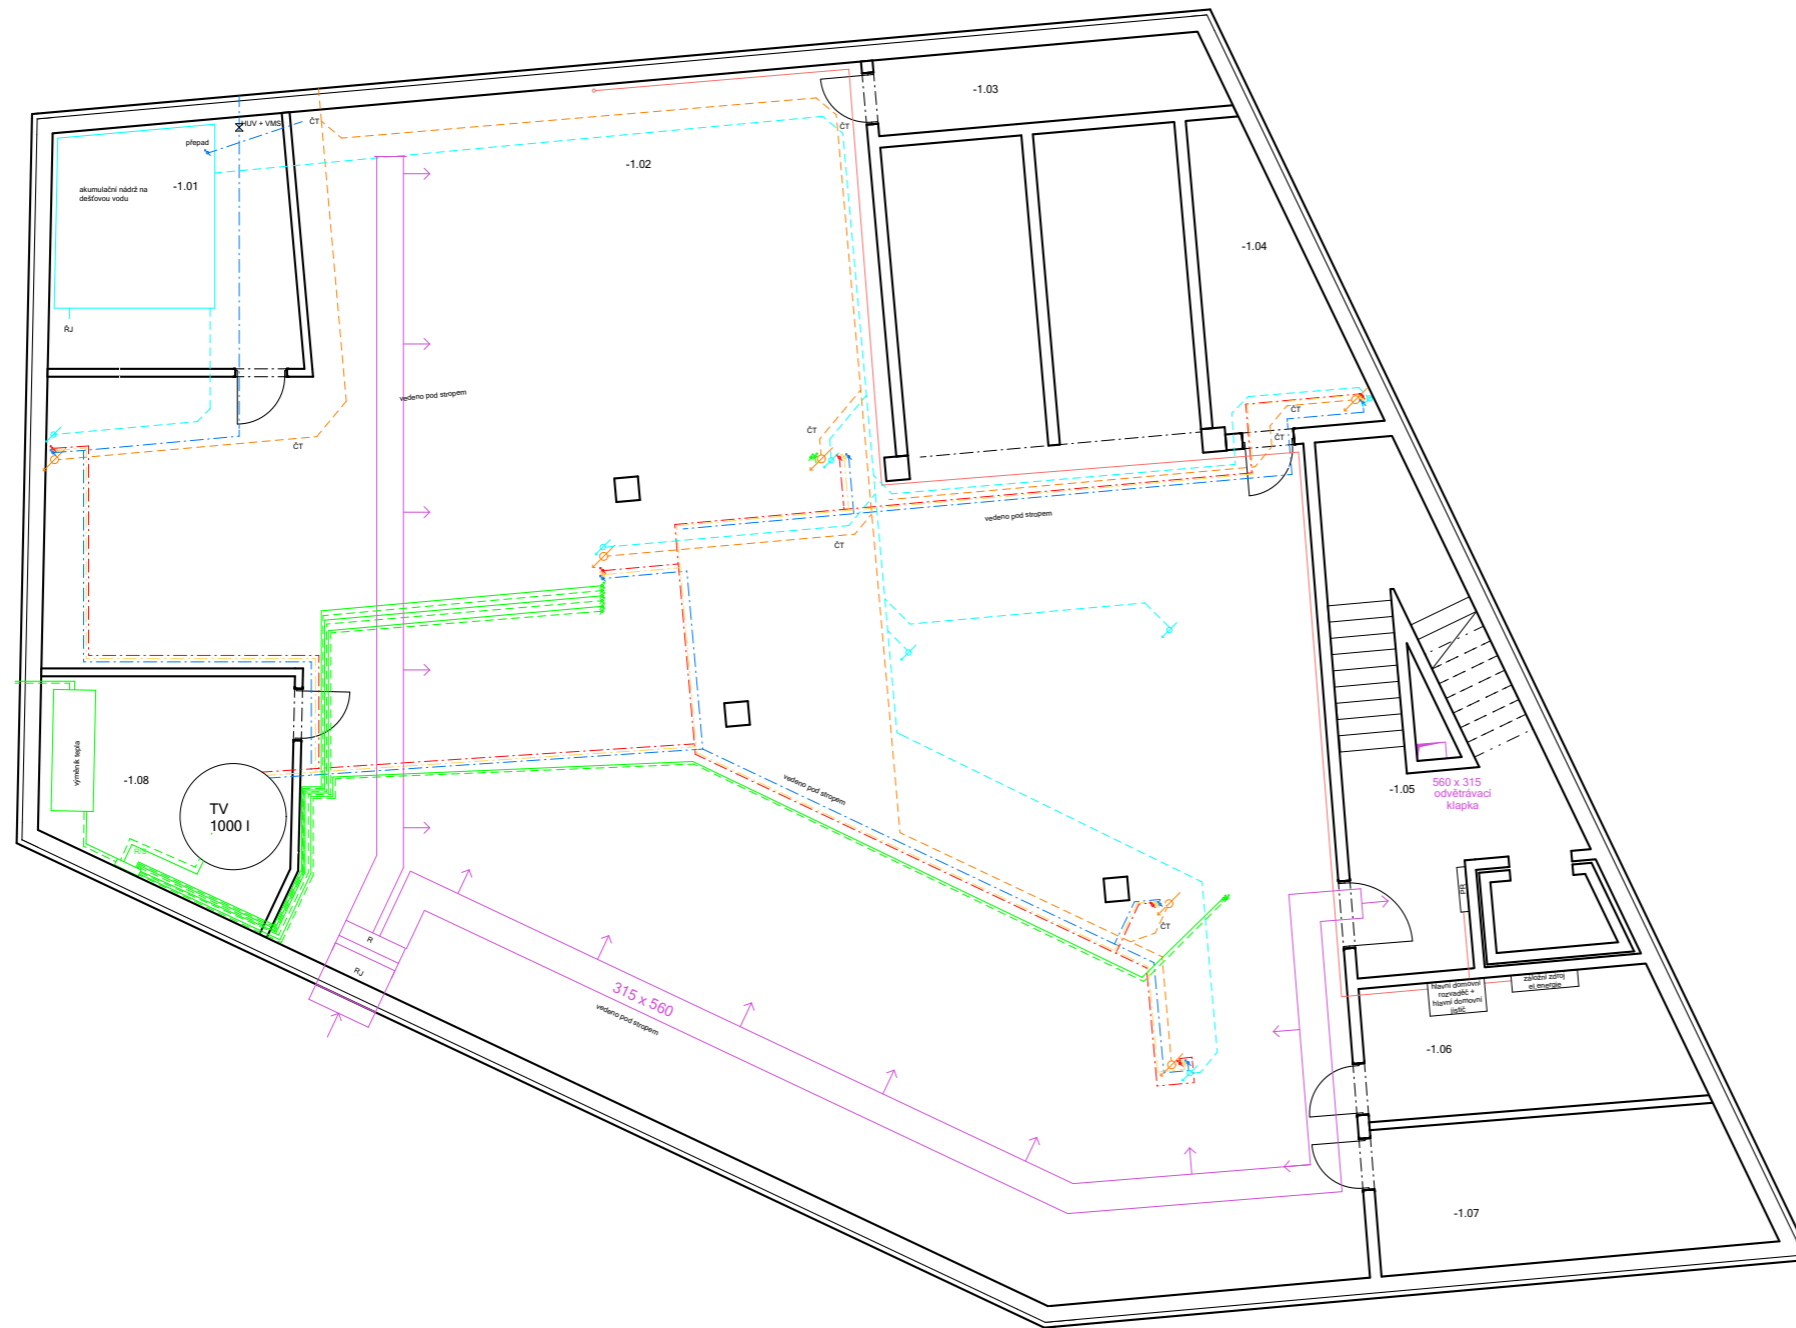 -1.03
HUV + VMS
ČT
ČT
přepad
-1.02
-1.01
akumulační nádrž na
dešťovou vodu
-1.04
ŘJ
vedeno pod stropem
ČT
ČT
ČT
ČT
vedeno pod stropem
ČT
výměník tepla
-1.08
TV
1000 l
vedeno pod stropem
-1.05
560 x 315
odvětrávací
klapka
R/S
PR
ČT
R
RJ
315 x 560
vedeno pod stropem
hlavní domovní
rozvaděč +
hlavní domovní
jistič
záložní zdroj
el.energie
-1.06
-1.07